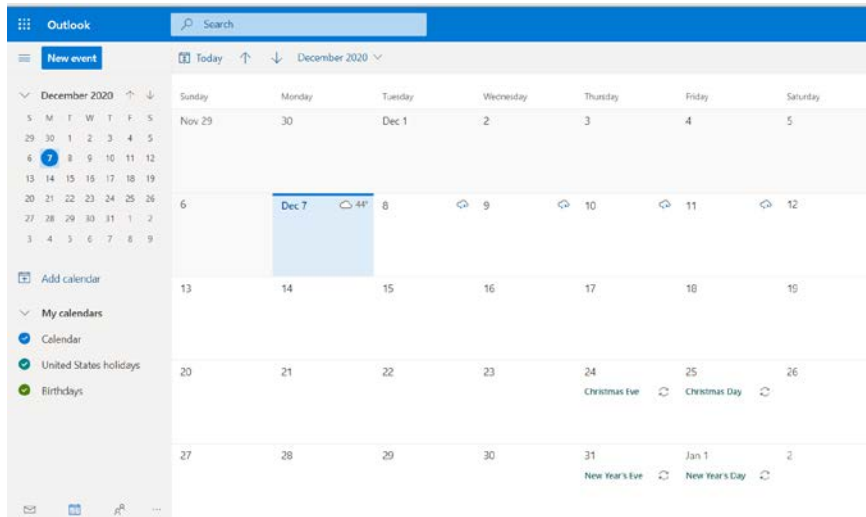 Outlook
Search
New event
Today
December 2020
December 2020
S M T W T F S
29 30 1 2 3 4 5
6 7 8 9 10 11 12
13 14 15 16 17 18 19
20 21 22 23 24 25 26
27 28 29 30 31 1 2
3 4 5 6 7 8 9
Add calendar
My calendars
Calendar
United States holidays
Birthdays
Sunday Monday Tuesday Wednesday Thursday Friday Saturday
Nov 29 30 Dec 1 2 3 4 5
6 Dec 7 44° 8 9 10 11 12
13 14 15 16 17 18 19
20 21 22 23 24 25 26
Christmas Eve Christmas Day
27 28 29 30 31 Jan 1 2
New Year's Eve New Year's Day